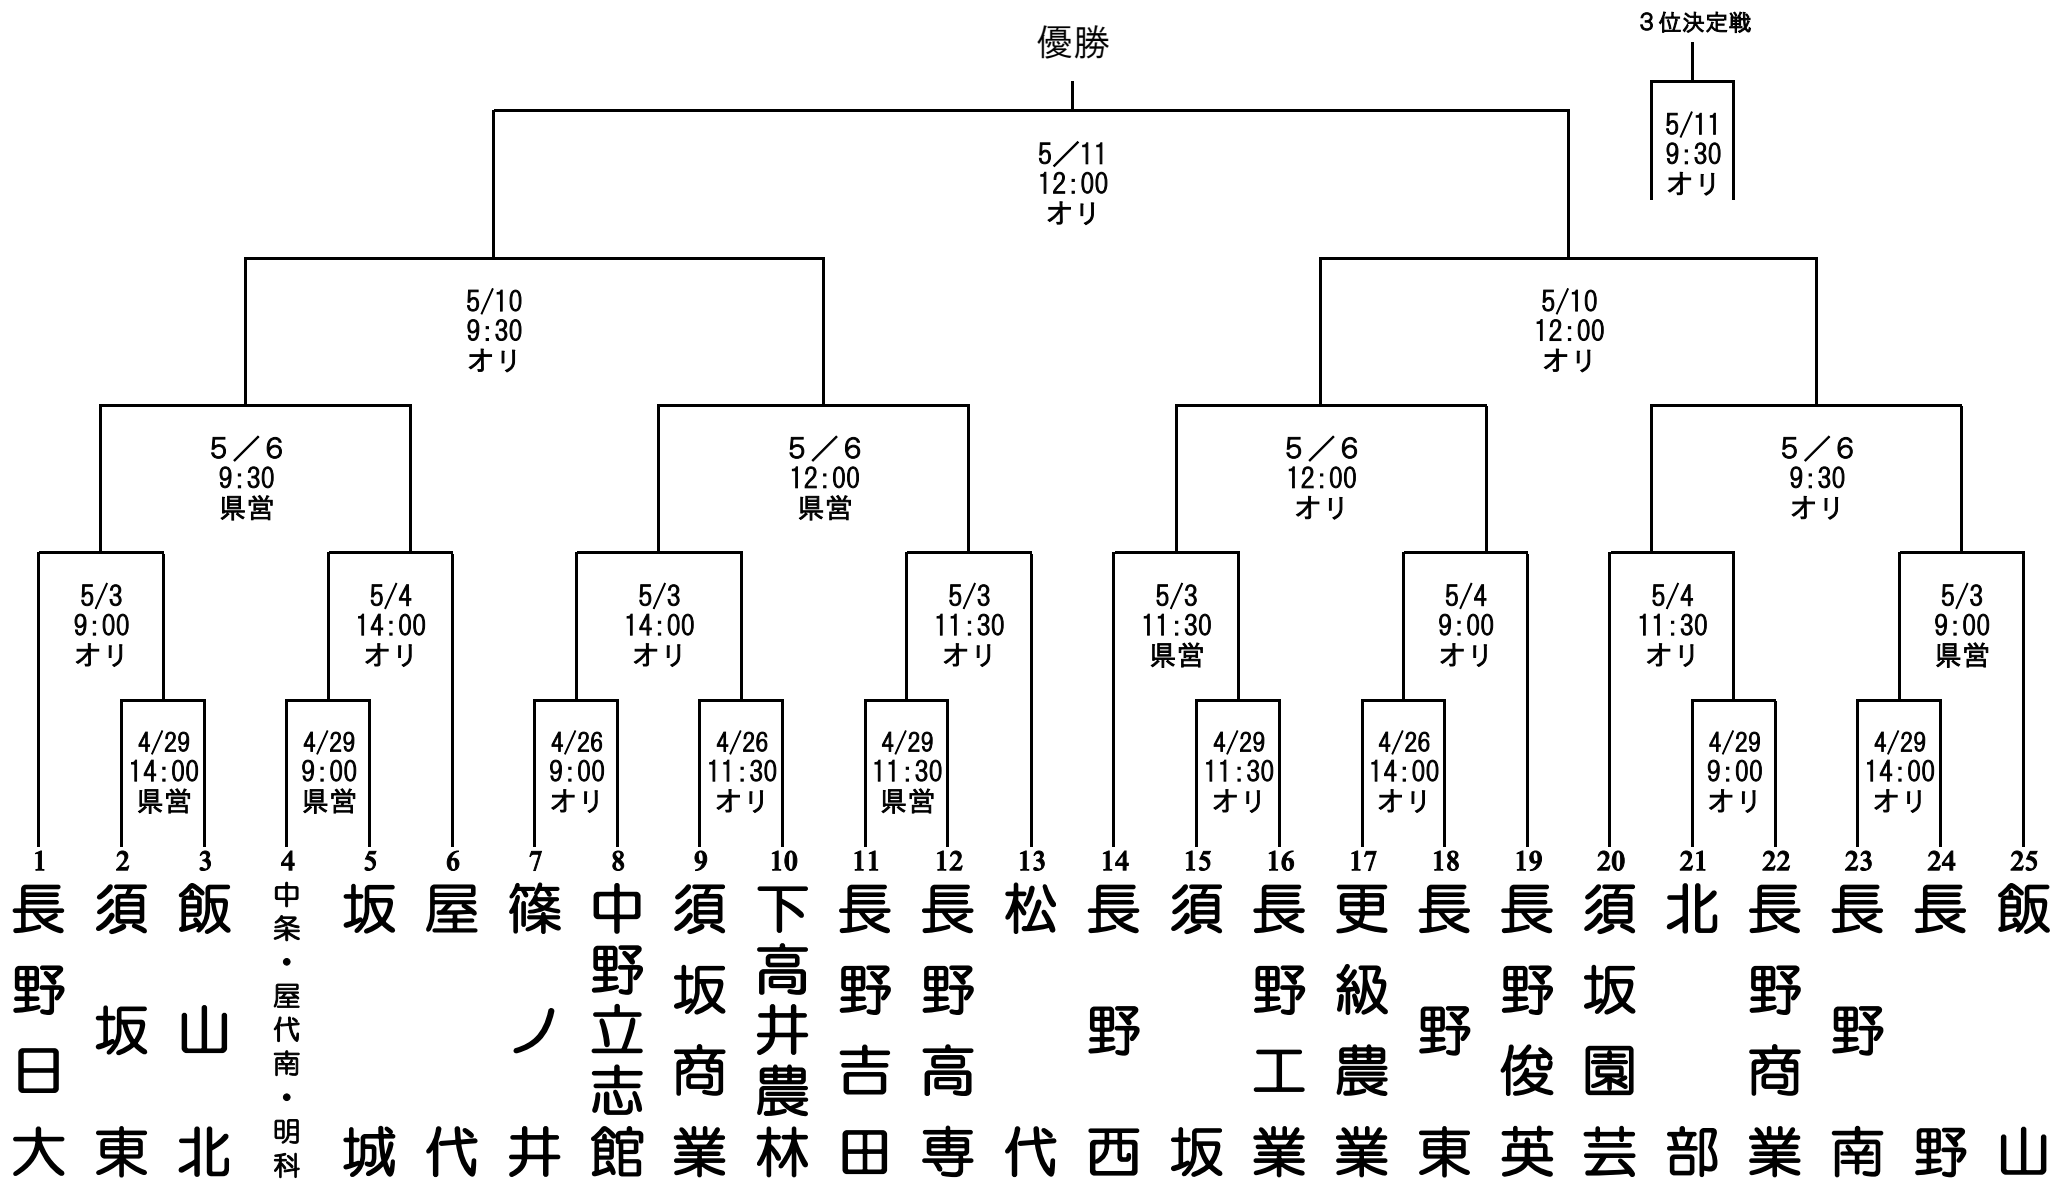 優勝
３位決定戦
5/11
9:30
オリ
5／11
12:00
オリ
5/10
9:30
オリ
5/10
12:00
オリ
５／６
9:30
県営
５／６
12:00
県営
５／６
12:00
オリ
５／６
9:30
オリ
5/3
9:00
オリ
5/4
14:00
オリ
5/3
14:00
オリ
5/3
11:30
オリ
5/3
11:30
県営
5/4
9:00
オリ
5/4
11:30
オリ
5/3
9:00
県営
4/29
14:00
県営
4/29
9:00
県営
4/26
9:00
オリ
4/26
11:30
オリ
4/29
11:30
県営
4/29
11:30
オリ
4/26
14:00
オリ
4/29
9:00
オリ
4/29
14:00
オリ
1
長野日大
2
須坂東
3
飯山北
4
中条・屋代南・明科
5
坂城
6
屋代
7
篠ノ井
8
中野立志館
9
須坂商業
10
下高井農林
11
長野吉田
12
長野高専
13
松代
14
長野西
15
須坂
16
長野工業
17
更級農業
18
長野東
19
長野俊英
20
須坂園芸
21
北部
22
長野商業
23
長野南
24
長野
25
飯山